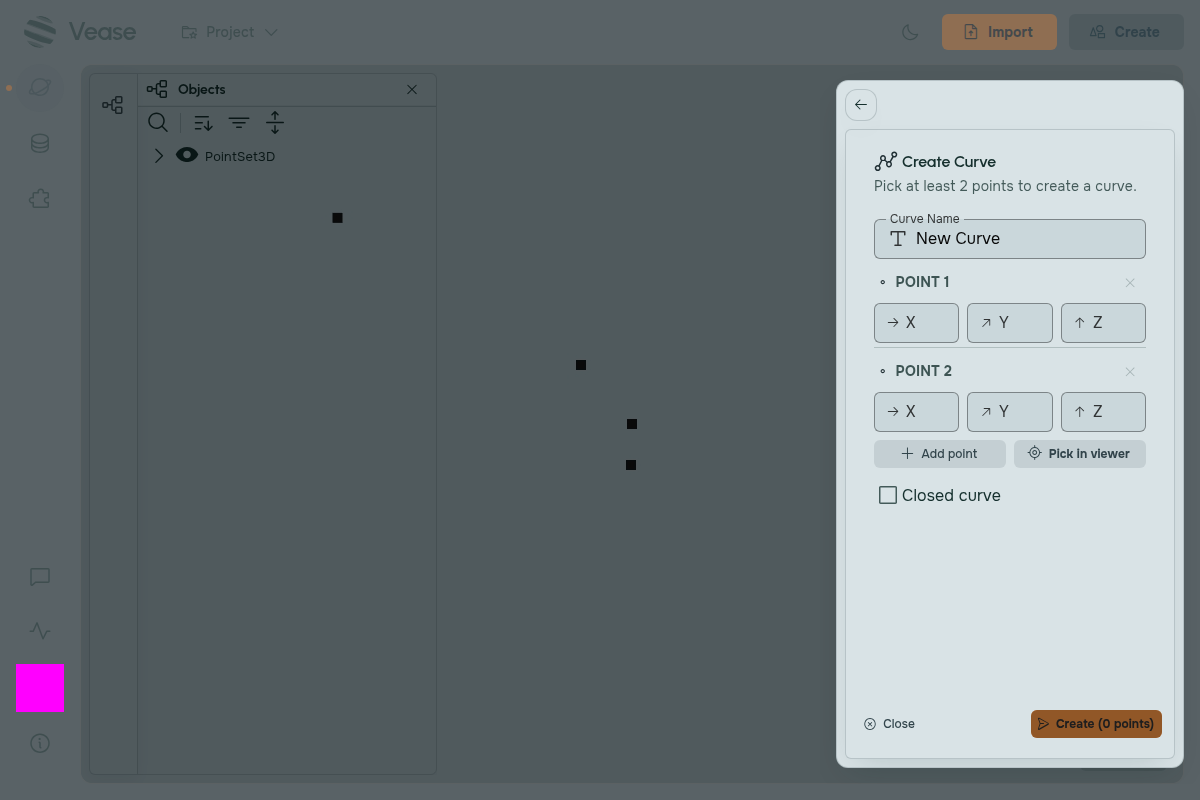 Vease
Project
Import
Create
Objects
PointSet3D
Create Curve
Pick at least 2 points to create a curve.
Curve Name
New Curve
POINT 1
X
Y
Z
POINT 2
X
Y
Z
Add point
Pick in viewer
Closed curve
Close
Create (0 points)